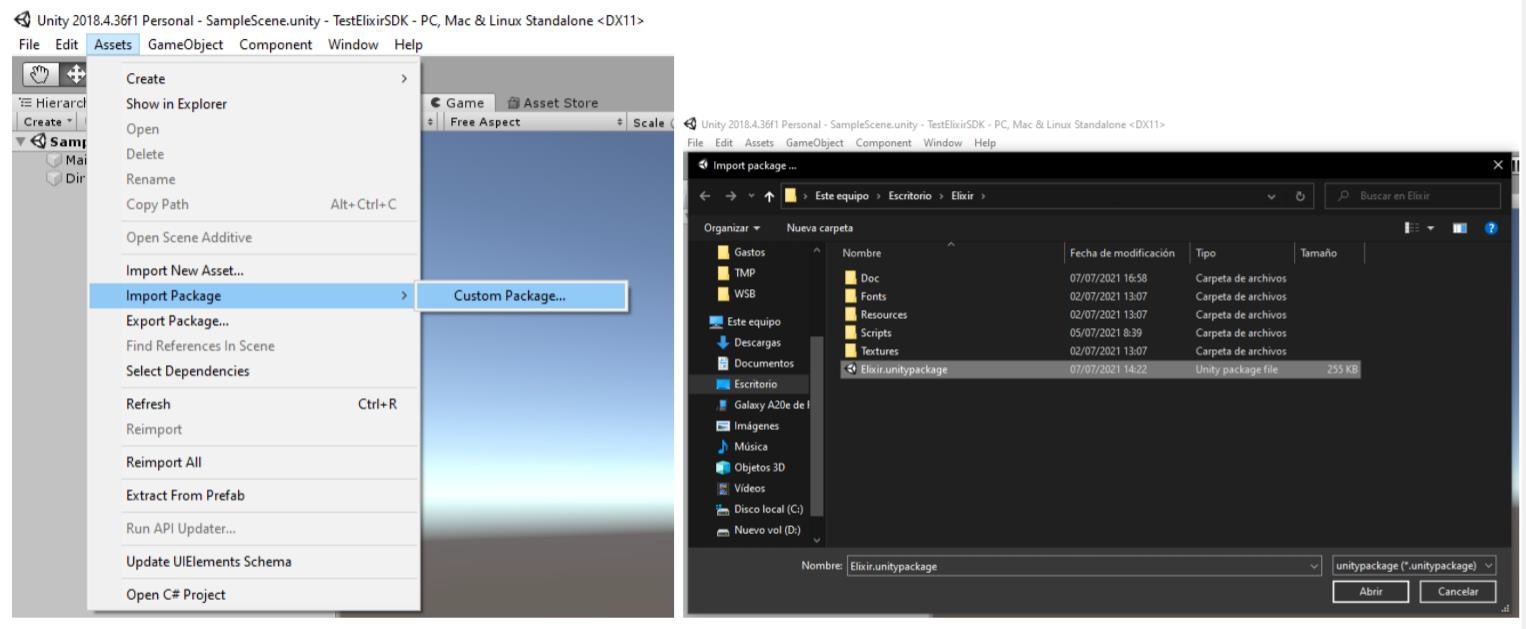 Unity 2018.4.36f1 Personal - SampleScene.unity - TestElixirSDK - PC, Mac & Linux Standalone <DX11>
File Edit Assets GameObject Component Window Help
Hierarch
Create
Samp
Mai
Dir
Create
Show in Explorer
Open
Delete
Rename
Copy Path Alt+Ctrl+C
Open Scene Additive
Import New Asset...
Import Package
Custom Package...
Export Package...
Find References In Scene
Select Dependencies
Refresh Ctrl+R
Reimport
Reimport All
Extract From Prefab
Run API Updater...
Update UIElements Schema
Open C# Project
Game Asset Store
Free Aspect Scale
Unity 2018.4.36f1 Personal - SampleScene.unity - TestElixirSDK - PC, Mac & Linux Standalone <DX11>
File Edit Assets GameObject Component Window Help
Import package ...
Este equipo > Escritorio > Elixir >
Buscar en Elixir
Organizar Nueva carpeta
Gastos
TMP
WSB
Este equipo
Descargas
Documentos
Escritorio
Galaxy A20e de
Imágenes
Música
Objetos 3D
Vídeos
Disco local (C:)
Nuevo vol (D:)
Nombre Fecha de modificación Tipo Tamaño
Doc 07/07/2021 16:58 Carpeta de archivos
Fonts 02/07/2021 13:07 Carpeta de archivos
Resources 02/07/2021 13:07 Carpeta de archivos
Scripts 05/07/2021 8:39 Carpeta de archivos
Textures 02/07/2021 13:07 Carpeta de archivos
Elixir.unitypackage 07/07/2021 14:22 Unity package file 255 KB
Nombre: Elixir.unitypackage unitypackage (*.unitypackage)
Abrir Cancelar